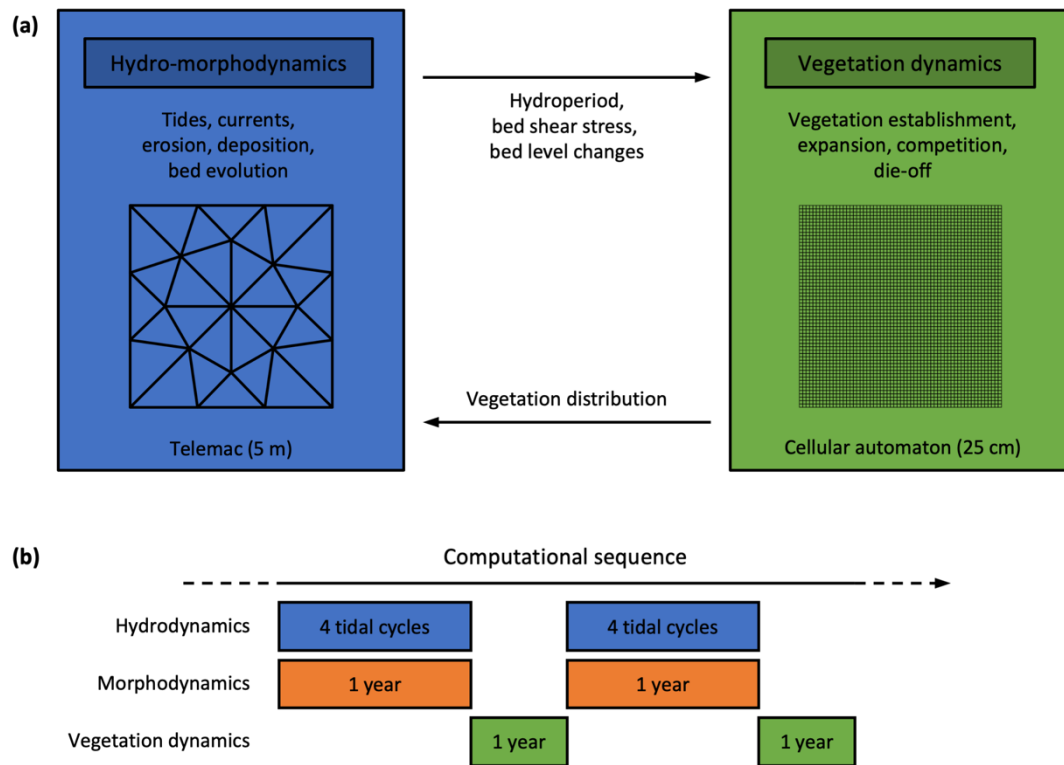 (a)
Hydro-morphodynamics
Tides, currents,
erosion, deposition,
bed evolution
Telemac (5 m)
Hydroperiod,
bed shear stress,
bed level changes
Vegetation distribution
Vegetation dynamics
Vegetation establishment,
expansion, competition,
die-off
Cellular automaton (25 cm)
(b)
Computational sequence
Hydrodynamics
4 tidal cycles
4 tidal cycles
Morphodynamics
1 year
1 year
Vegetation dynamics
1 year
1 year